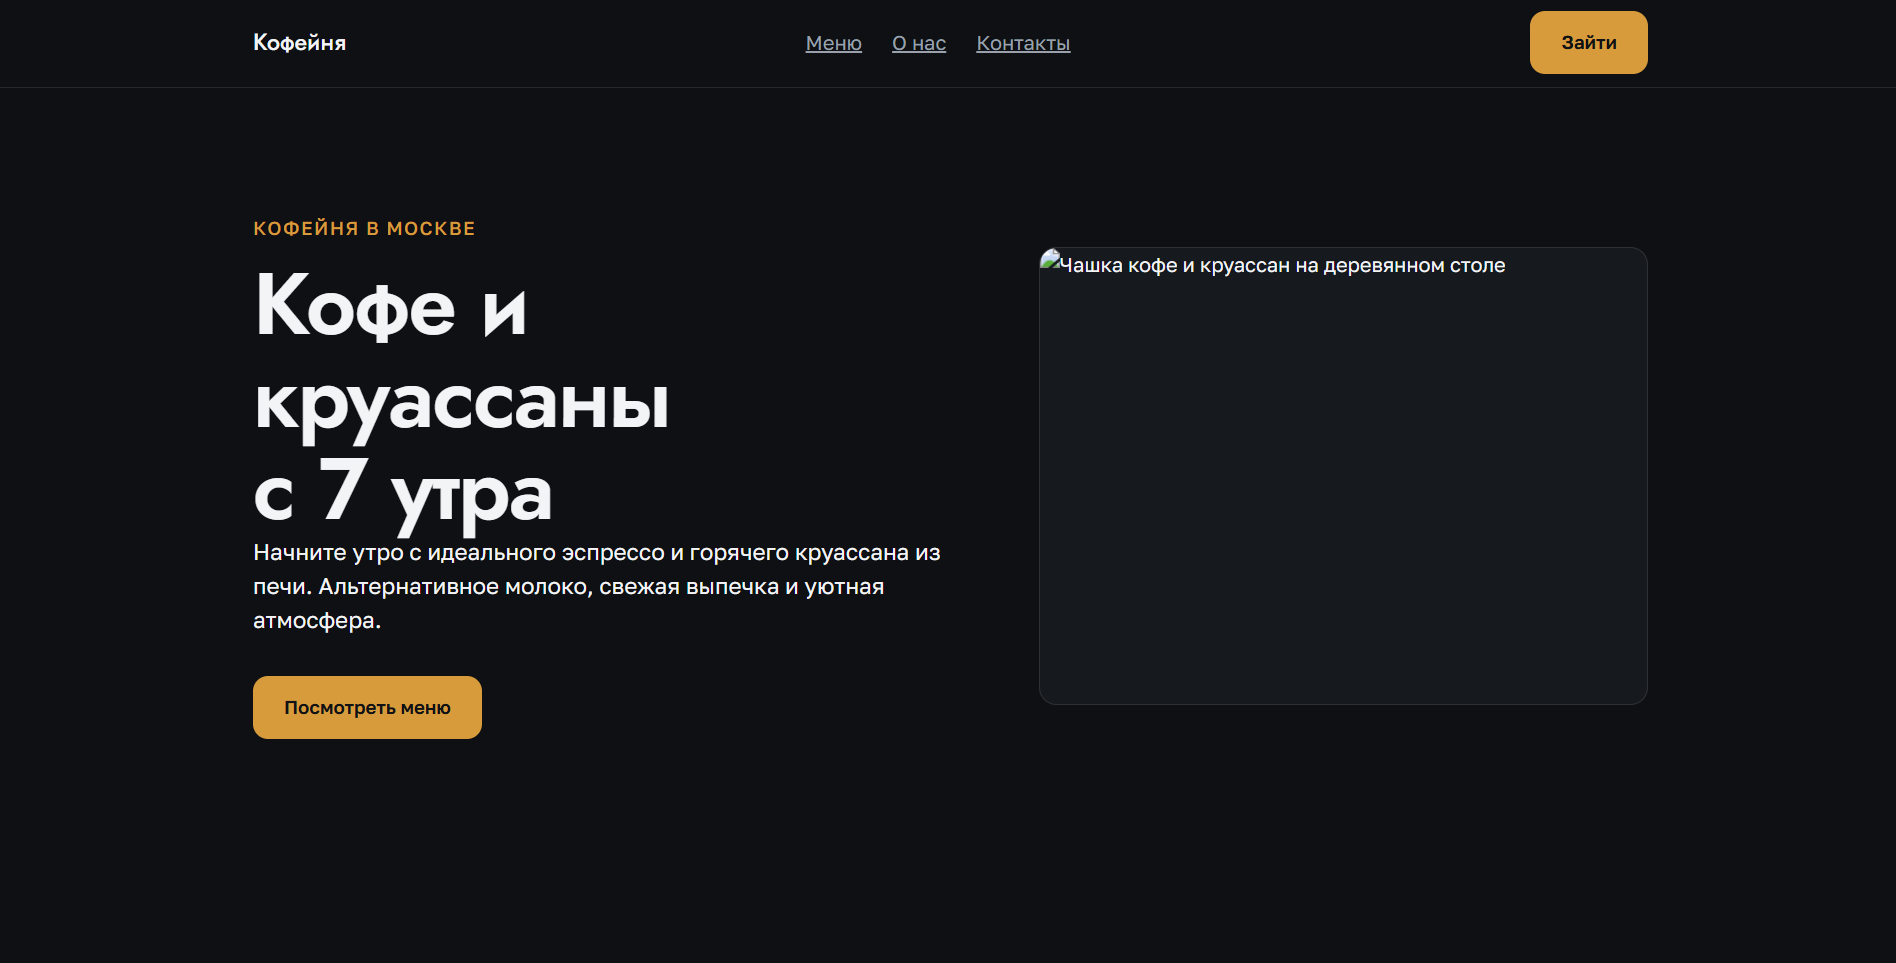 Кофейня
Меню О нас Контакты
Зайти
КОФЕЙНЯ В МОСКВЕ
Кофе и
круассаны
с 7 утра
Начните утро с идеального эспрессо и горячего круассана из
печи. Альтернативное молоко, свежая выпечка и уютная
атмосфера.
Посмотреть меню
Чашка кофе и круассан на деревянном столе